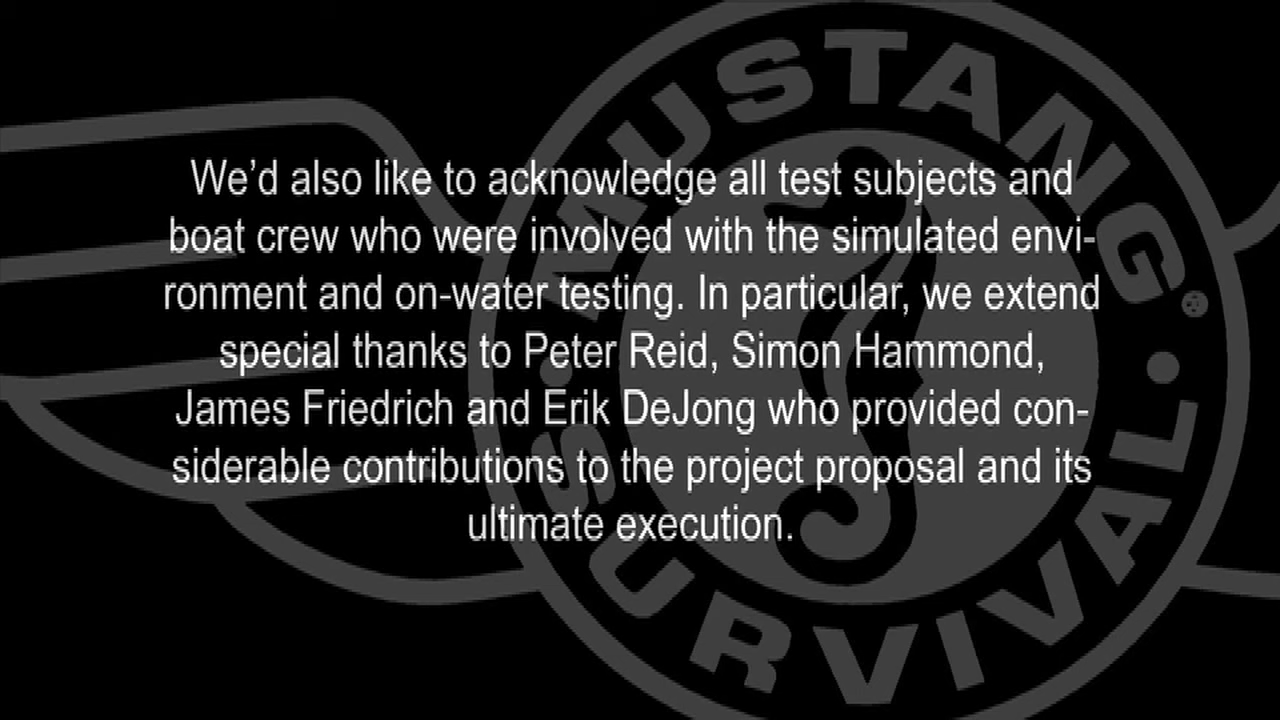 We’d also like to acknowledge all test subjects and
boat crew who were involved with the simulated envi-
ronment and on-water testing. In particular, we extend
special thanks to Peter Reid, Simon Hammond,
James Friedrich and Erik DeJong who provided con-
siderable contributions to the project proposal and its
ultimate execution.
MUSTANG®
SURVIVAL